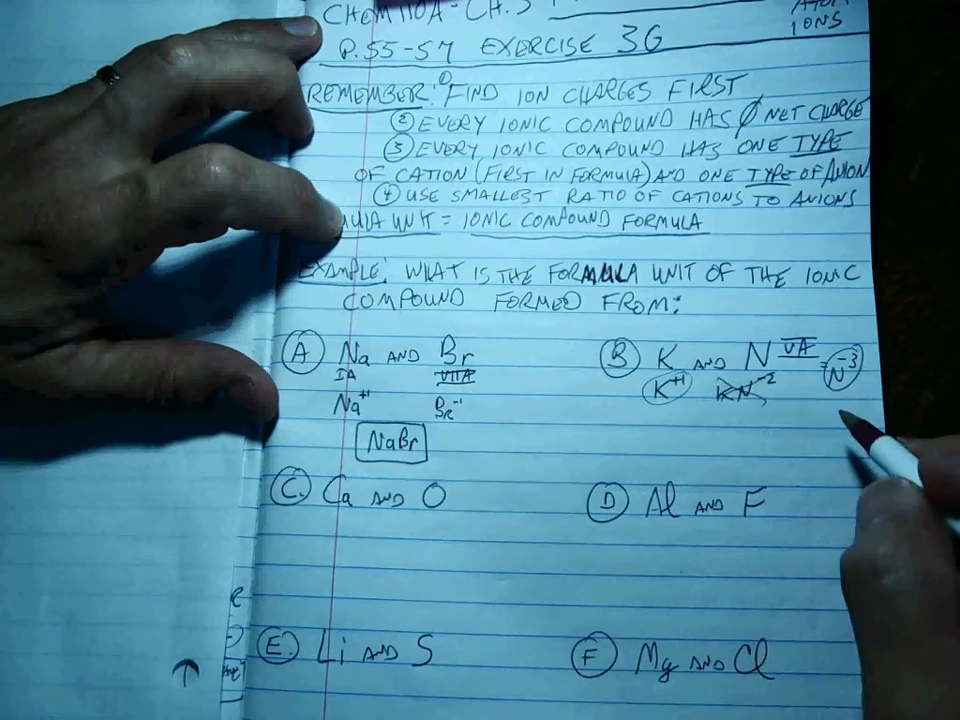 CHEM 110A - CH. 3
IONS
P. 55-57 EXERCISE 3G
REMEMBER: ① FIND ION CHARGES FIRST
② EVERY IONIC COMPOUND HAS Ø NET CHARGE
③ EVERY IONIC COMPOUND HAS ONE TYPE
OF CATION (FIRST IN FORMULA) AND ONE TYPE OF ANION
④ USE SMALLEST RATIO OF CATIONS TO ANIONS
MULA UNIT = IONIC COMPOUND FORMULA
EXAMPLE: WHAT IS THE FORMULA UNIT OF THE IONIC
COMPOUND FORMED FROM:
Ⓐ Na AND Br
IA VIIA
Na⁺¹ Br⁻¹
NaBr
Ⓑ K AND N VA = N⁻³
K⁺¹
Ⓒ Ca AND O
Ⓓ Al AND F
Ⓔ Li AND S
Ⓕ Mg AND Cl